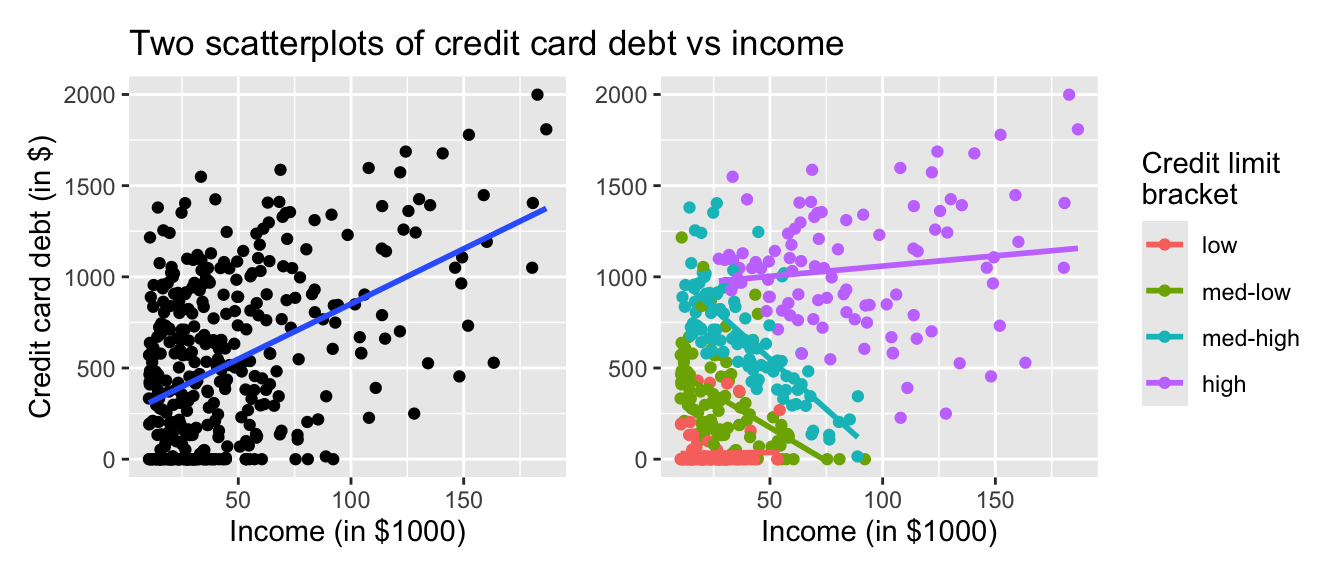 Two scatterplots of credit card debt vs income
Credit card debt (in $)
2000
1500
1000
500
0
50 100 150
Income (in $1000)
2000
1500
1000
500
0
50 100 150
Income (in $1000)
Credit limit
bracket
low
med-low
med-high
high